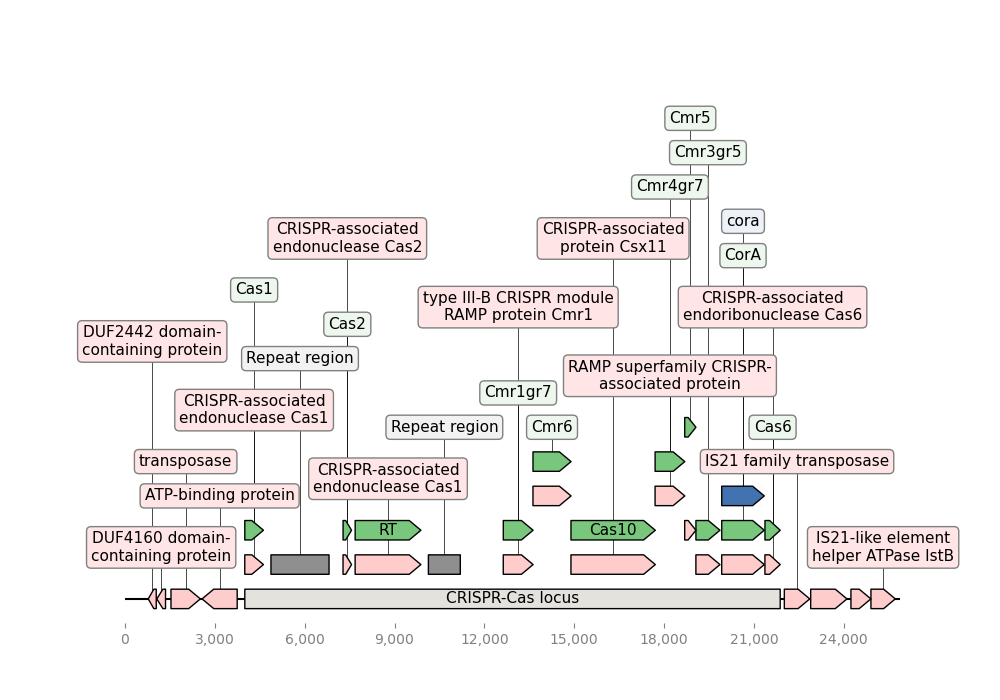 Cmr5
Cmr3gr5
Cmr4gr7
cora
CRISPR-associated
endonuclease Cas2
CRISPR-associated
protein Csx11
CorA
Cas1
type III-B CRISPR module
RAMP protein Cmr1
CRISPR-associated
endoribonuclease Cas6
Cas2
DUF2442 domain-
containing protein
Repeat region
RAMP superfamily CRISPR-
associated protein
Cmr1gr7
CRISPR-associated
endonuclease Cas1
Repeat region
Cmr6
Cas6
transposase
IS21 family transposase
CRISPR-associated
endonuclease Cas1
ATP-binding protein
RT
Cas10
DUF4160 domain-
containing protein
IS21-like element
helper ATPase IstB
CRISPR-Cas locus
0
3,000
6,000
9,000
12,000
15,000
18,000
21,000
24,000